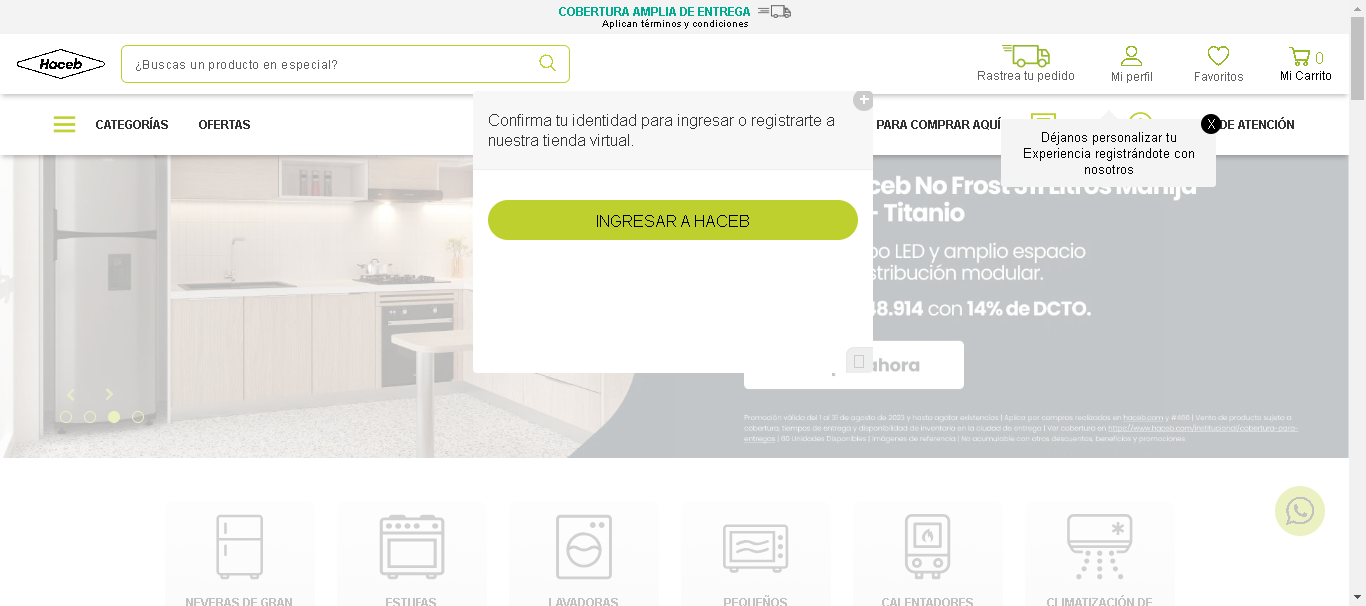 COBERTURA AMPLIA DE ENTREGA
Aplican términos y condiciones
Haceb
¿Buscas un producto en especial?
Rastrea tu pedido
Mi perfil
Favoritos
0
Mi Carrito
CATEGORÍAS
OFERTAS
PARA COMPRAR AQUÍ
DE ATENCIÓN
Confirma tu identidad para ingresar o registrarte a
nuestra tienda virtual.
INGRESAR A HACEB
X
Déjanos personalizar tu
Experiencia registrándote con
nosotros
No Frost 311 Litros Manija
- Titanio
LED y amplio espacio
modular.
8.914 con 14% de DCTO.
ahora
Promoción válida del 1 al 31 de agosto de 2023 y hasta agotar existencias | Aplica por compras realizadas en haceb.com y #466 | Venta de producto sujeto a
cobertura, tiempos de entrega y disponibilidad de inventario en la ciudad de entrega | Ver cobertura en https://www.haceb.com/institucional/cobertura-para-
entregas | 60 Unidades Disponibles | Imágenes de referencia | No acumulable con otros descuentos, beneficios y promociones.
NEVERAS DE GRAN
ESTUFAS
LAVADORAS
PEQUEÑOS
CALENTADORES
CLIMATIZACIÓN DE